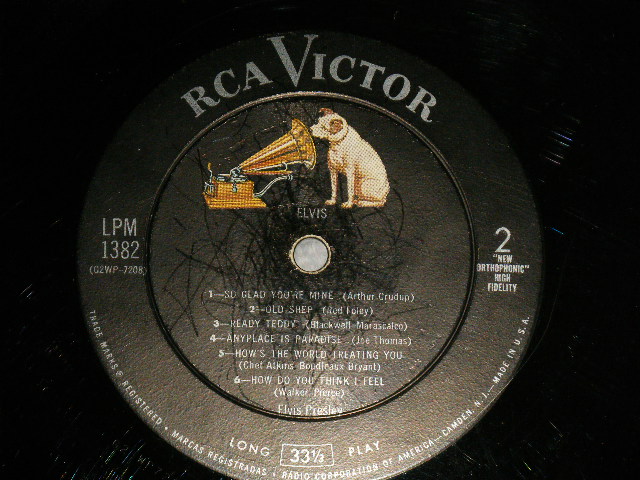 RCA VICTOR
ELVIS
LPM
1382
(G2WP-7208)
2
"NEW
ORTHOPHONIC"
HIGH
FIDELITY
1—SO GLAD YOU'RE MINE (Arthur Crudup)
2—OLD SHEP (Red Foley)
3—READY TEDDY (Blackwell Marascalco)
4—ANYPLACE IS PARADISE (Joe Thomas)
5—HOW'S THE WORLD TREATING YOU
(Chet Atkins Boudleaux Bryant)
6—HOW DO YOU THINK I FEEL
(Walker Pierce)
Elvis Presley
LONG 33⅓ PLAY
TRADE MARKS ® REGISTERED • MARCAS REGISTRADAS • RADIO CORPORATION OF AMERICA—CAMDEN, N. J.—MADE IN U.S.A.